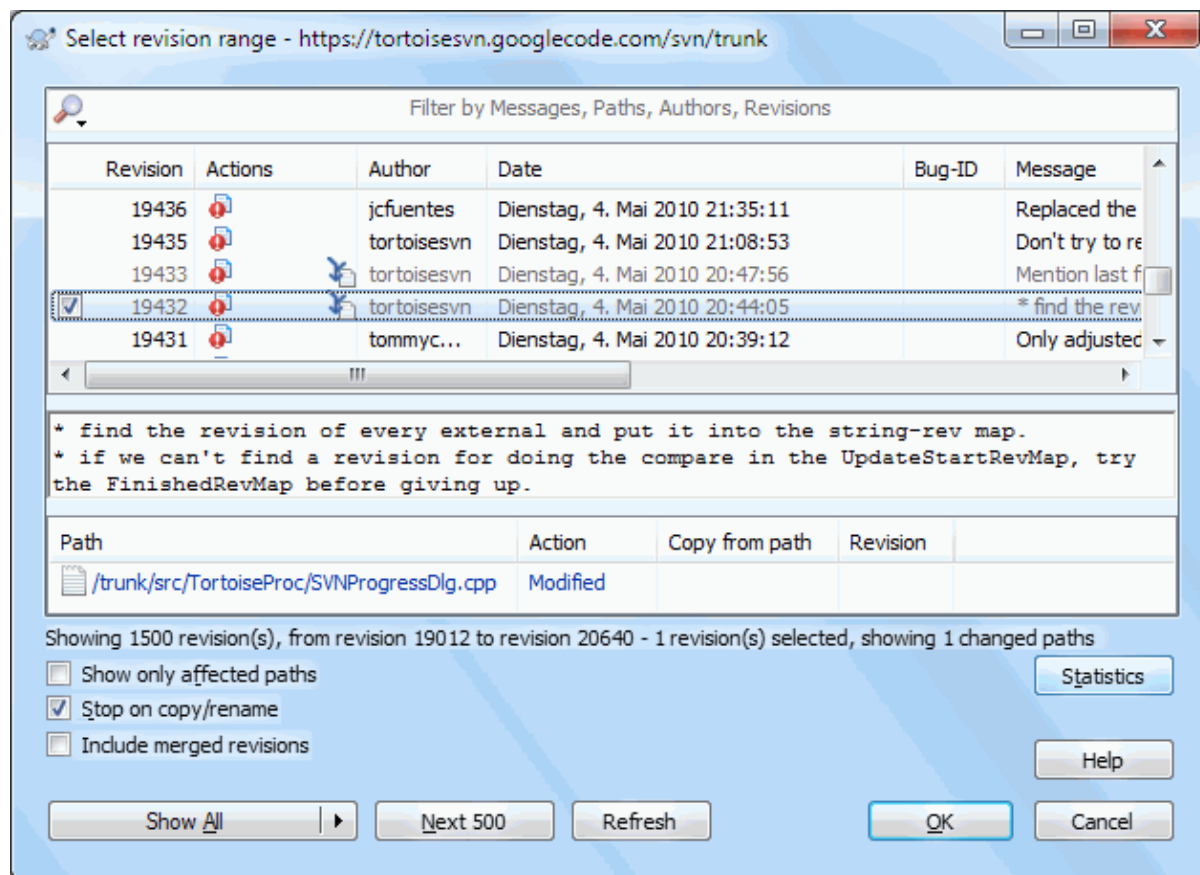 Select revision range - https://tortoisesvn.googlecode.com/svn/trunk
Filter by Messages, Paths, Authors, Revisions
Revision Actions Author Date Bug-ID Message
19436 jcfuentes Dienstag, 4. Mai 2010 21:35:11 Replaced the
19435 tortoisesvn Dienstag, 4. Mai 2010 21:08:53 Don't try to re
19433 tortoisesvn Dienstag, 4. Mai 2010 20:47:56 Mention last f
19432 tortoisesvn Dienstag, 4. Mai 2010 20:44:05 * find the rev
19431 tommyc... Dienstag, 4. Mai 2010 20:39:12 Only adjusted
* find the revision of every external and put it into the string-rev map.
* if we can't find a revision for doing the compare in the UpdateStartRevMap, try
the FinishedRevMap before giving up.
Path Action Copy from path Revision
/trunk/src/TortoiseProc/SVNProgressDlg.cpp Modified
Showing 1500 revision(s), from revision 19012 to revision 20640 - 1 revision(s) selected, showing 1 changed paths
Show only affected paths
Statistics
Stop on copy/rename
Include merged revisions
Help
Show All Next 500 Refresh OK Cancel